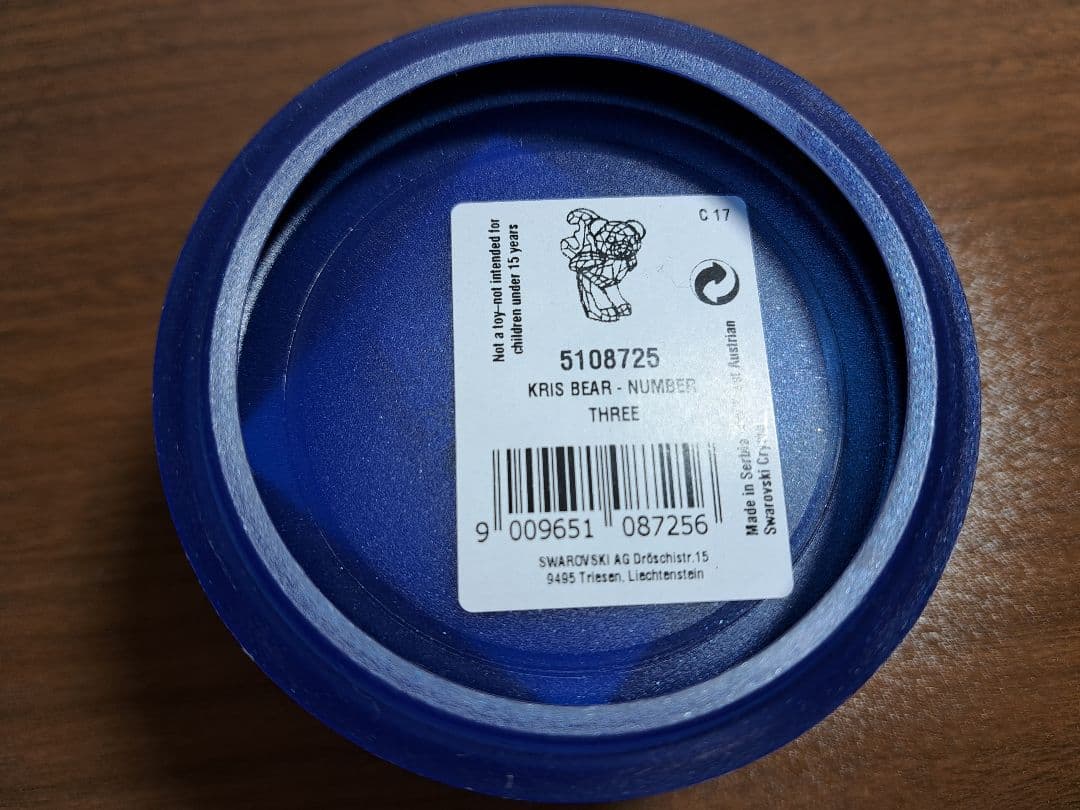 Not a toy-not intended for
children under 15 years
C 17
5108725
KRIS BEAR - NUMBER
THREE
9 009651 087256
SWAROVSKI AG Dröschistr.15
9495 Triesen, Liechtenstein
Made in Serbia Austrian
Swarovski